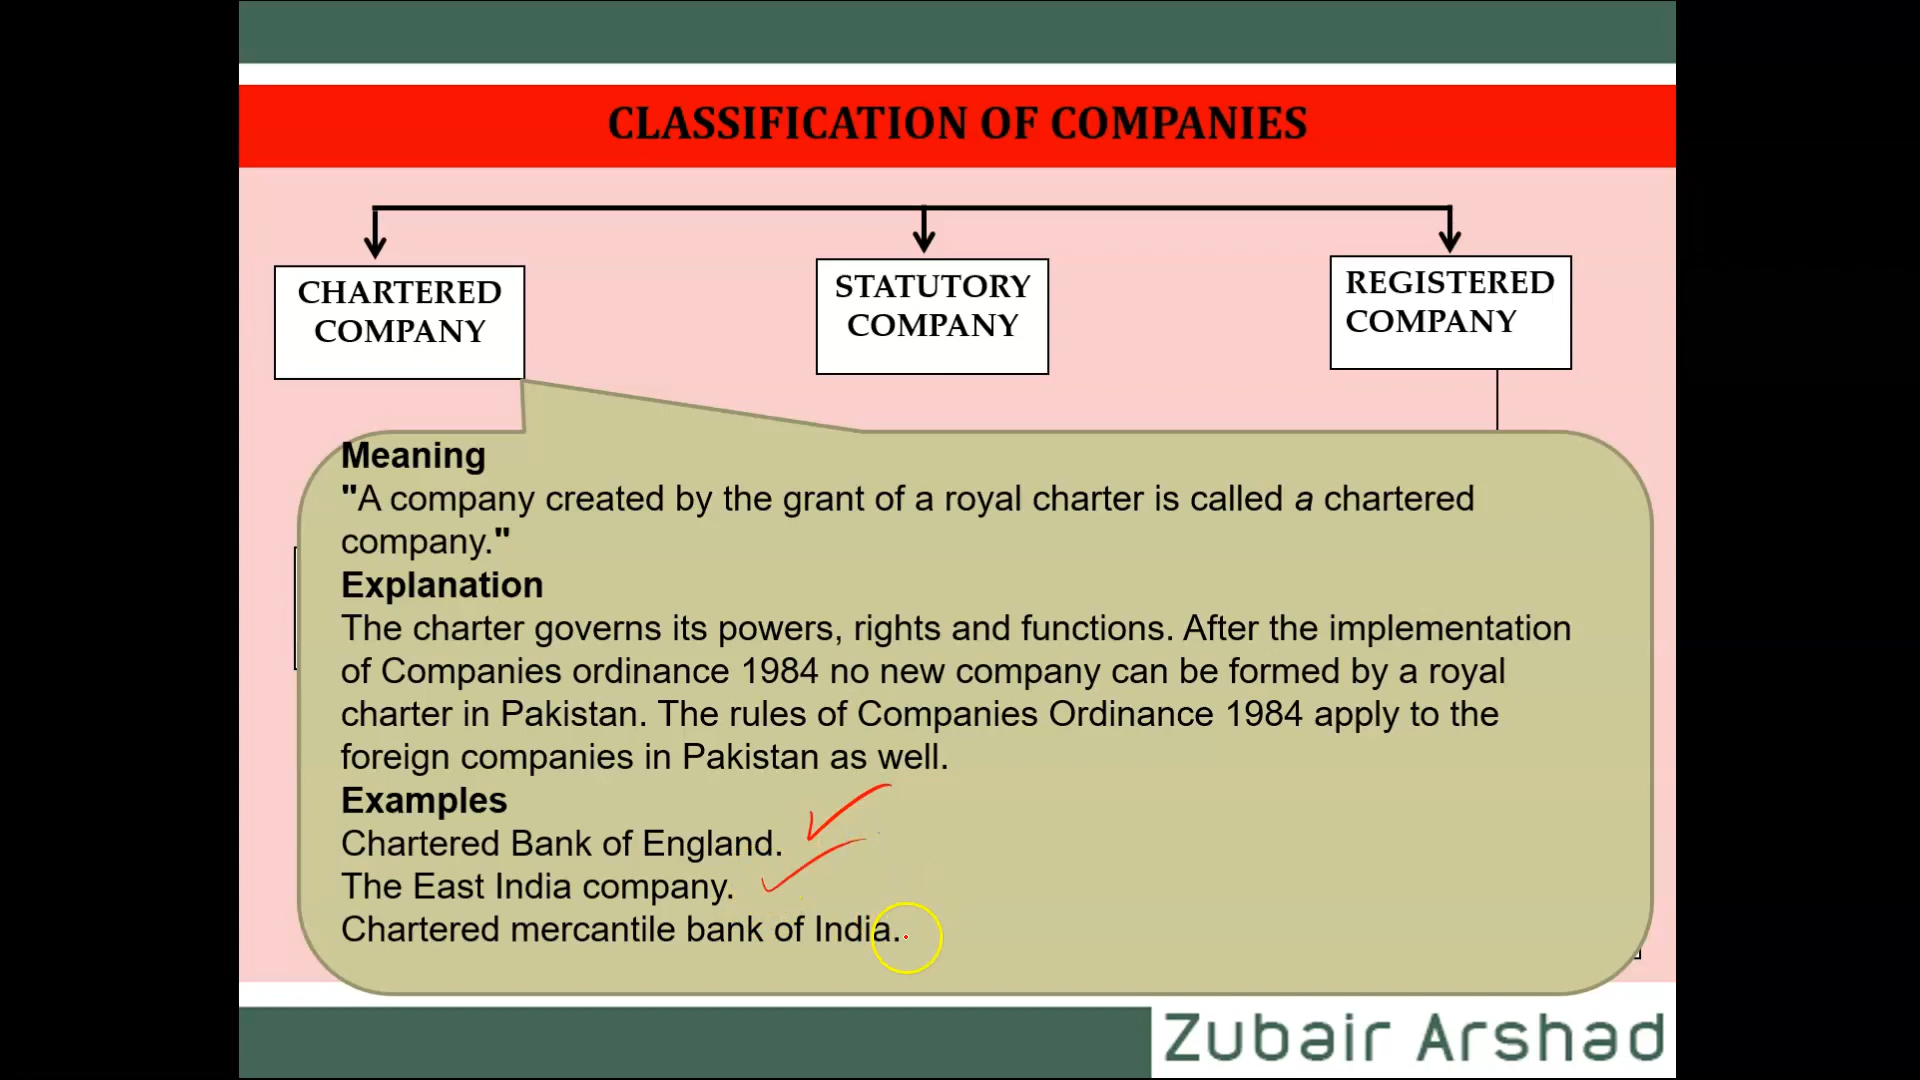 CLASSIFICATION OF COMPANIES
CHARTERED
COMPANY
STATUTORY
COMPANY
REGISTERED
COMPANY
Meaning
"A company created by the grant of a royal charter is called a chartered
company."
Explanation
The charter governs its powers, rights and functions. After the implementation
of Companies ordinance 1984 no new company can be formed by a royal
charter in Pakistan. The rules of Companies Ordinance 1984 apply to the
foreign companies in Pakistan as well.
Examples
Chartered Bank of England.
The East India company.
Chartered mercantile bank of India.
Zubair Arshad